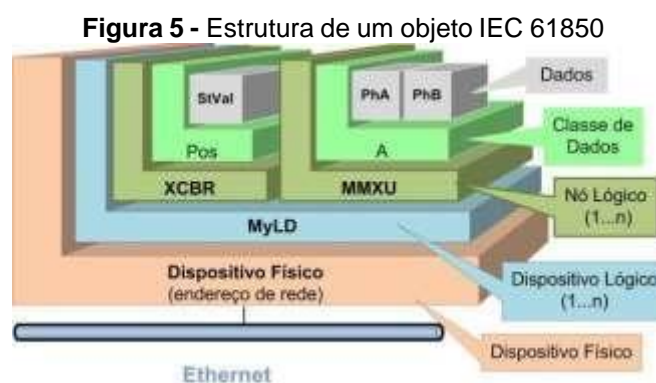 Figura 5 - Estrutura de um objeto IEC 61850
StVal
PhA
PhB
Dados
Pos
A
Classe de
Dados
XCBR
MMXU
Nó Lógico
(1...n)
MyLD
Dispositivo Físico
(endereço de rede)
Dispositivo Lógico
(1...n)
Dispositivo Físico
Ethernet